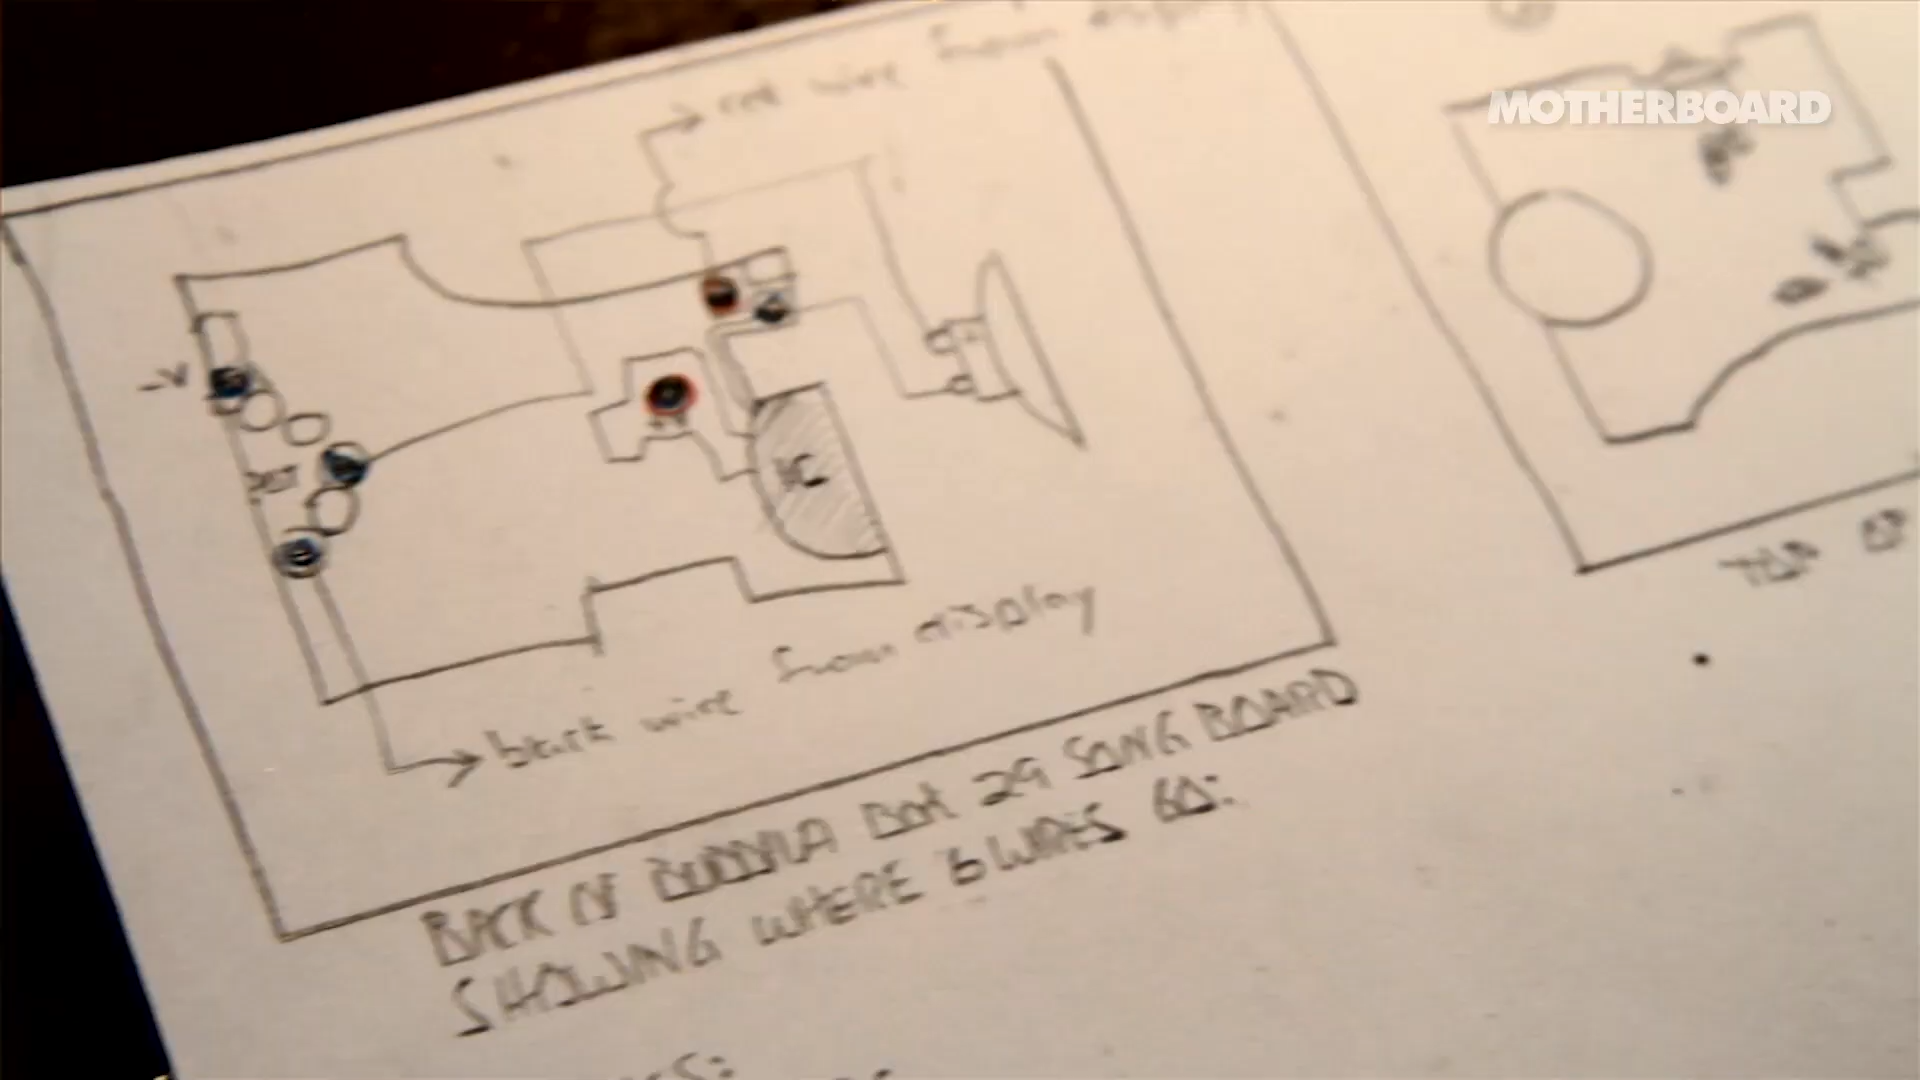 red wire from display
MOTHERBOARD
-V
IC
black wire from display
BACK OF BUDDHA BOX 29 SONG BOARD
SHOWING WHERE 6 WIRES GO: